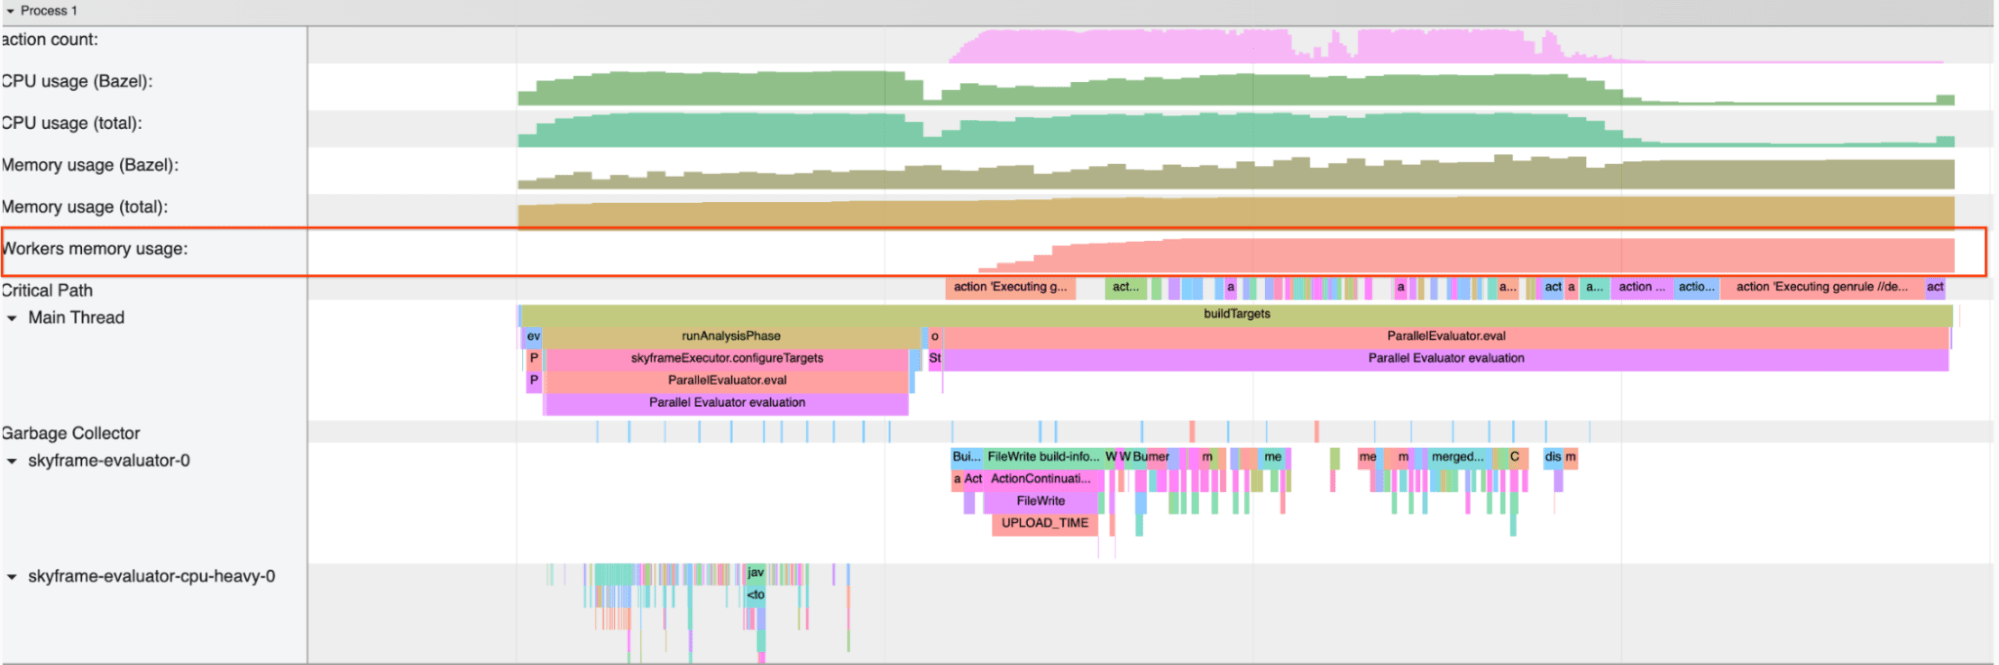 Process 1
action count:
CPU usage (Bazel):
CPU usage (total):
Memory usage (Bazel):
Memory usage (total):
Workers memory usage:
Critical Path
action 'Executing g...
act...
a
a
a...
act
a
a...
action ...
actio...
action 'Executing genrule //de...
act
Main Thread
buildTargets
ev
runAnalysisPhase
o
ParallelEvaluator.eval
P
skyframeExecutor.configureTargets
St
Parallel Evaluator evaluation
P
ParallelEvaluator.eval
Parallel Evaluator evaluation
Garbage Collector
skyframe-evaluator-0
Bui...
FileWrite build-info...
W
W
Bumer
m
me
me
m
merged...
C
dis
m
a
Act
ActionContinuati...
FileWrite
UPLOAD_TIME
skyframe-evaluator-cpu-heavy-0
jav
<to